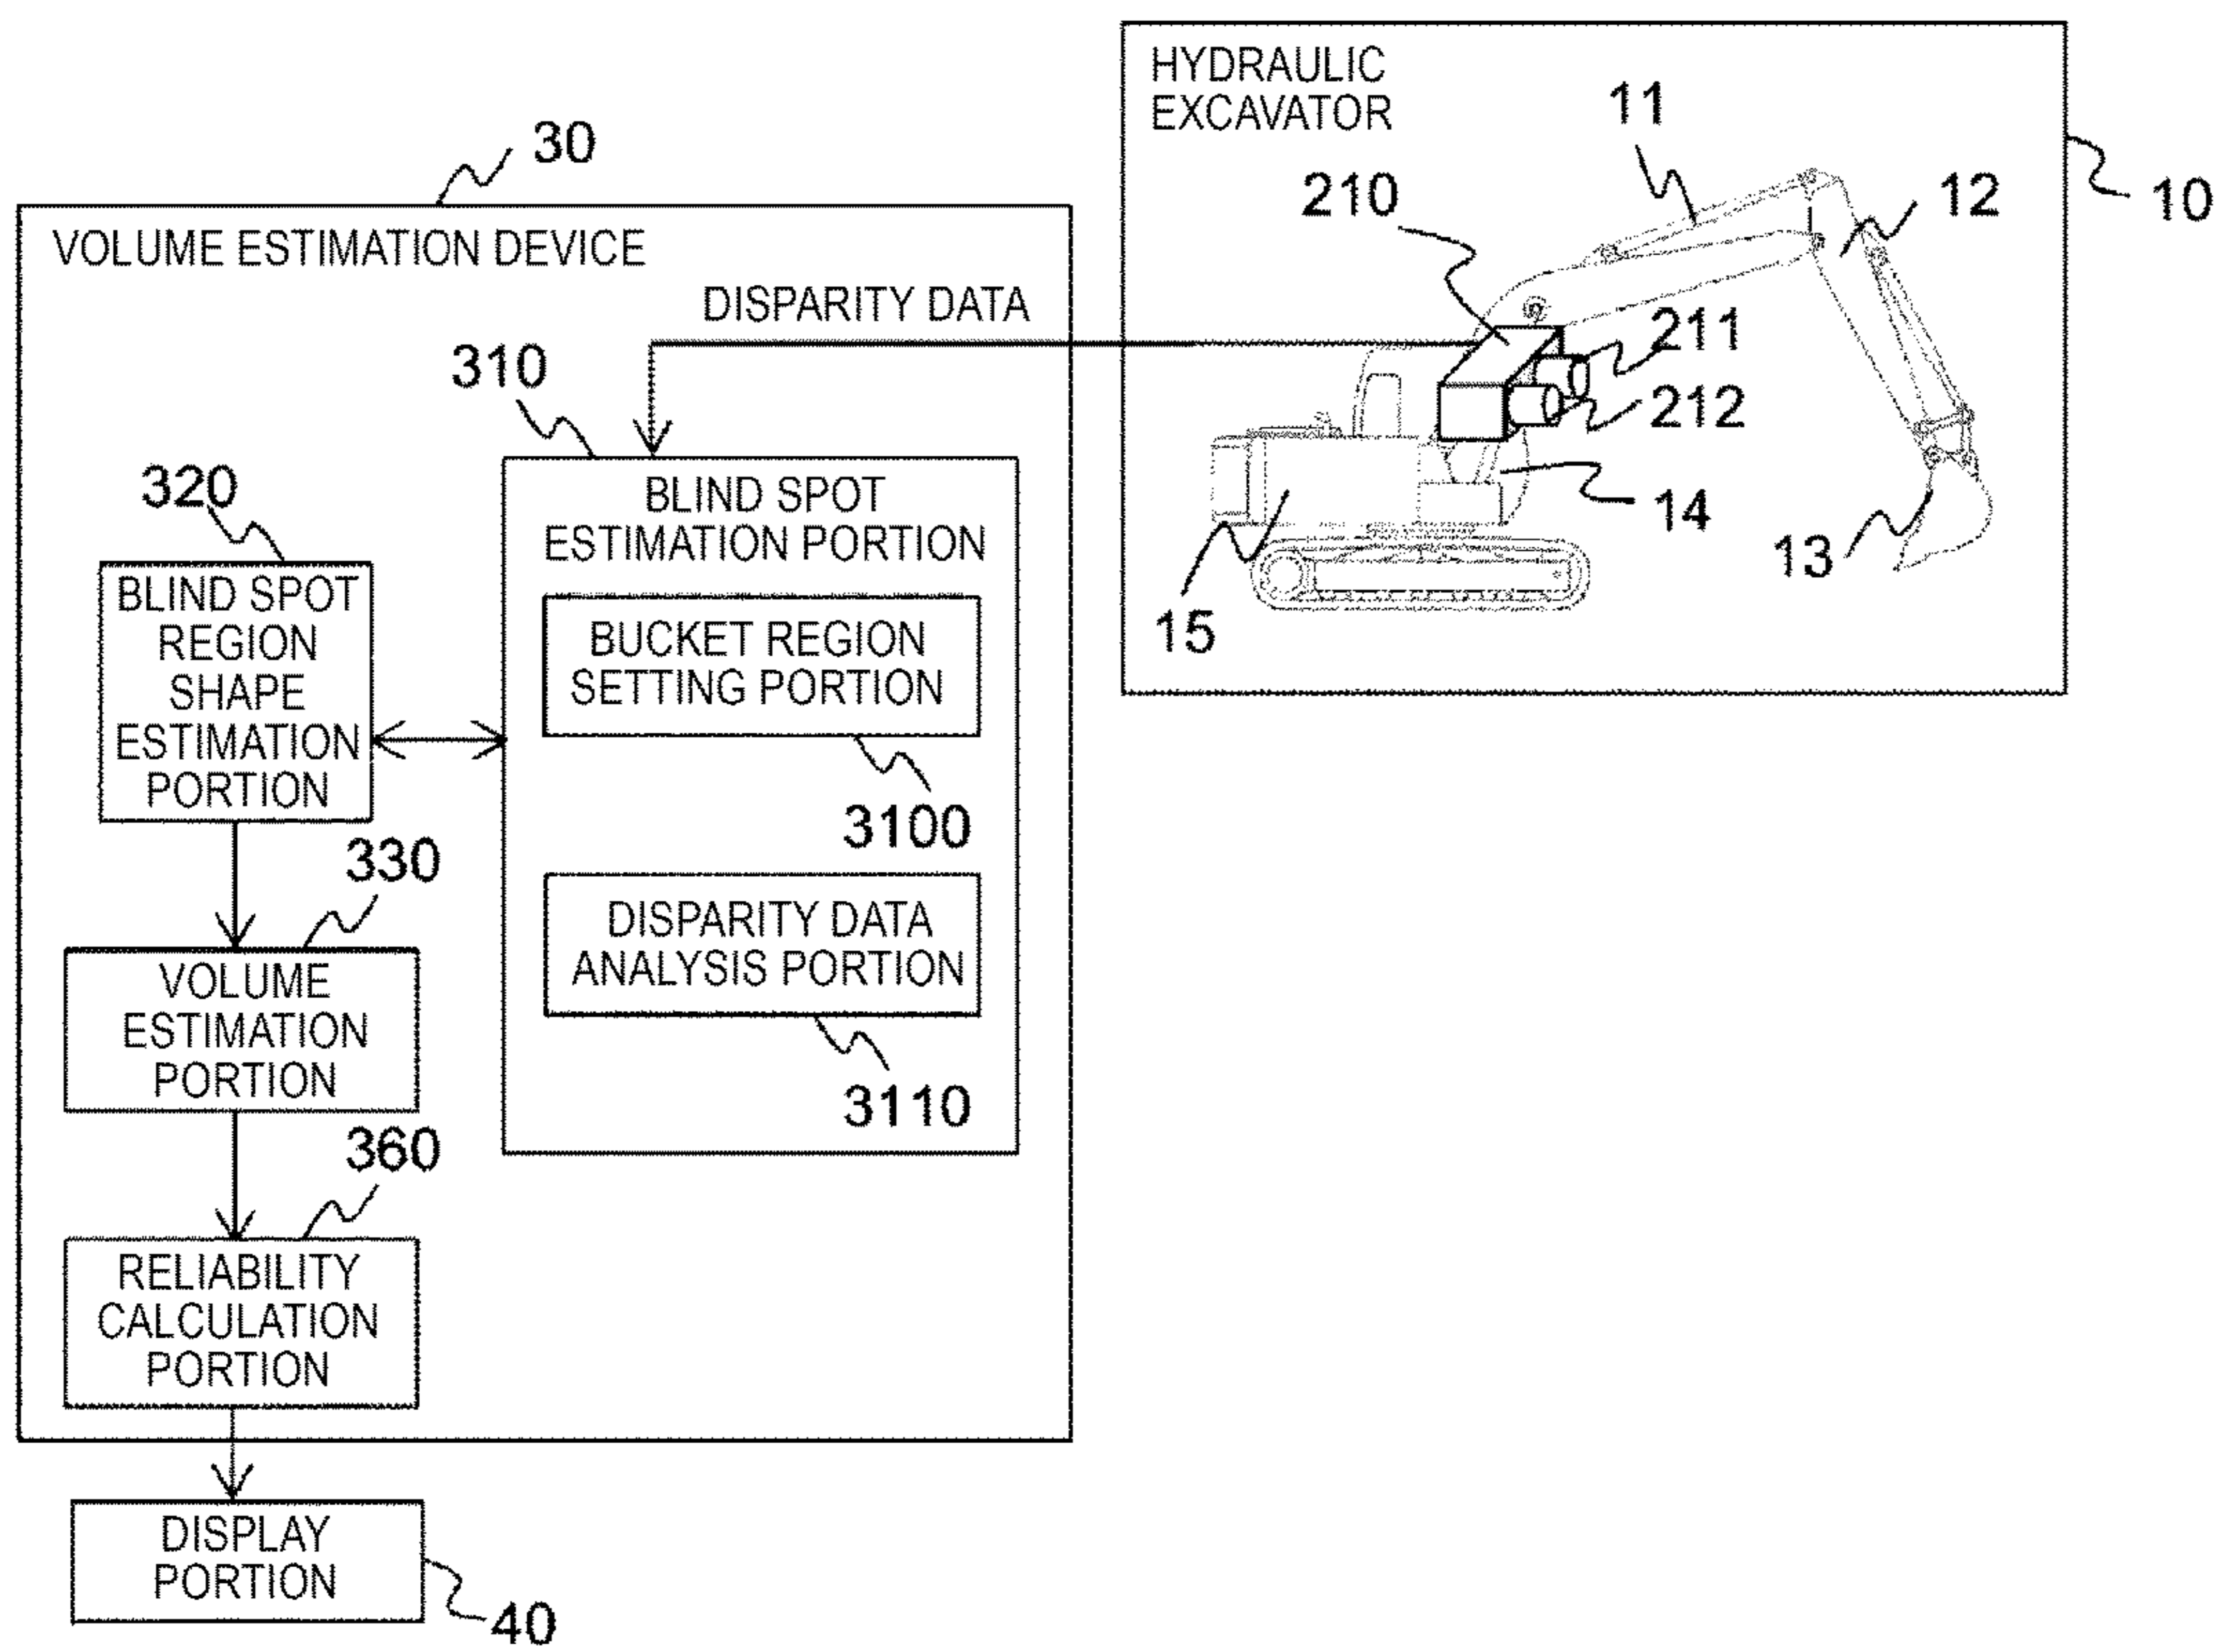 HYDRAULIC
EXCAVATOR
11
210
12
10
211
212
14
13
15
30
VOLUME ESTIMATION DEVICE
DISPARITY DATA
310
BLIND SPOT
ESTIMATION PORTION
BUCKET REGION
SETTING PORTION
3100
DISPARITY DATA
ANALYSIS PORTION
3110
320
BLIND SPOT
REGION
SHAPE
ESTIMATION
PORTION
330
VOLUME
ESTIMATION
PORTION
360
RELIABILITY
CALCULATION
PORTION
DISPLAY
PORTION
40